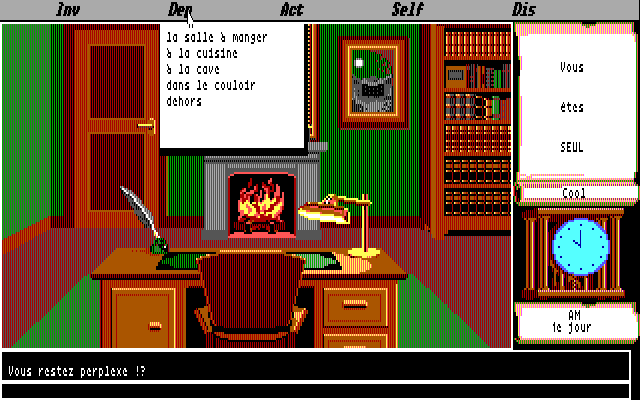 Inv Dep Act Self Dis
la salle à manger
à la cuisine
à la cave
dans le couloir
dehors
Vous
êtes
SEUL
Cool
AM
1e jour
Vous restez perplexe !?